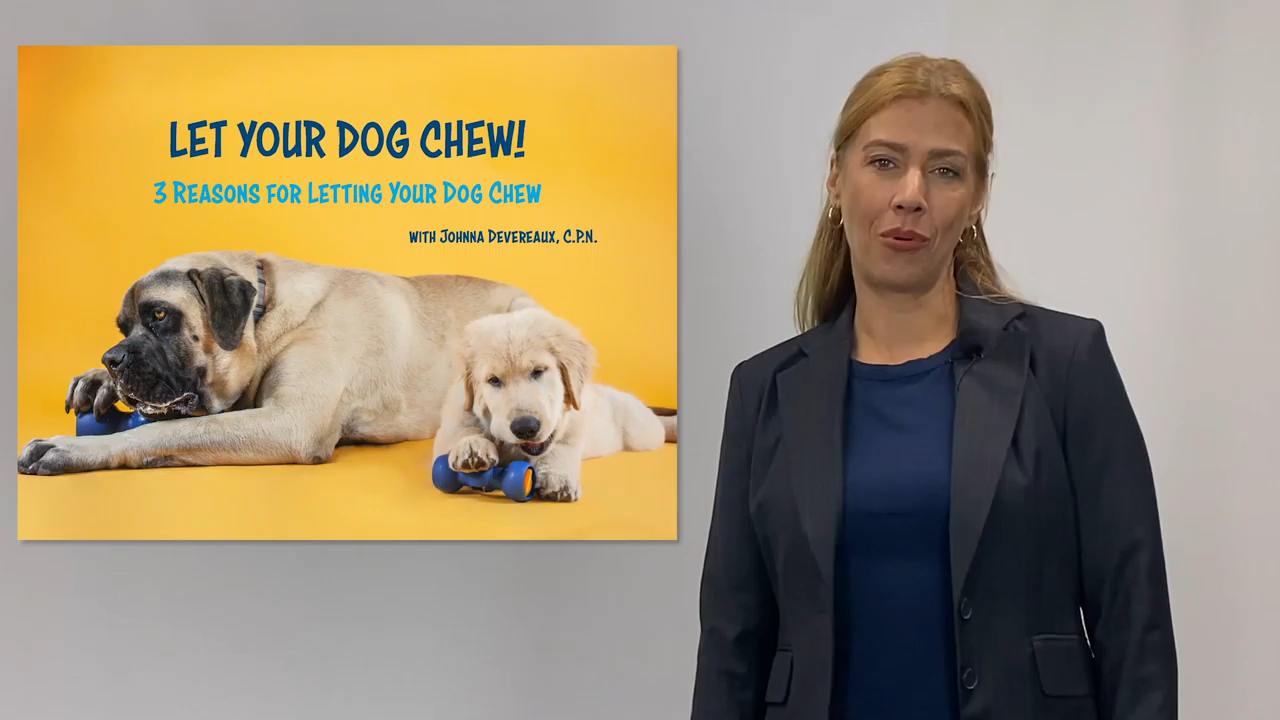 LET YOUR DOG CHEW!
3 REASONS FOR LETTING YOUR DOG CHEW
WITH JOHNNA DEVEREAUX, C.P.N.